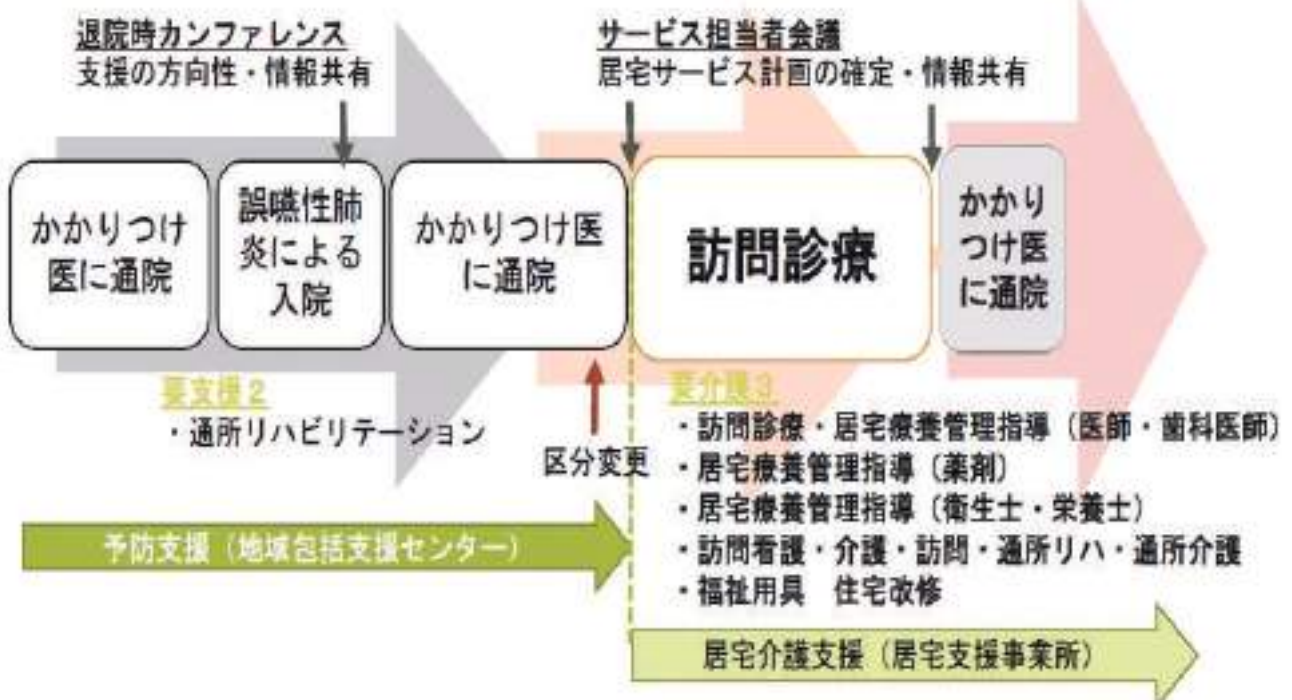 退院時カンファレンス
支援の方向性・情報共有
サービス担当者会議
居宅サービス計画の確定・情報共有
かかりつけ
医に通院
誤嚥性肺
炎による
入院
かかりつけ医
に通院
訪問診療
かかり
つけ医
に通院
要支援2
・通所リハビリテーション
区分変更
要介護3
・訪問診療・居宅療養管理指導（医師・歯科医師）
・居宅療養管理指導（薬剤）
・居宅療養管理指導（衛生士・栄養士）
・訪問看護・介護・訪問・通所リハ・通所介護
・福祉用具　住宅改修
予防支援（地域包括支援センター）
居宅介護支援（居宅支援事業所）